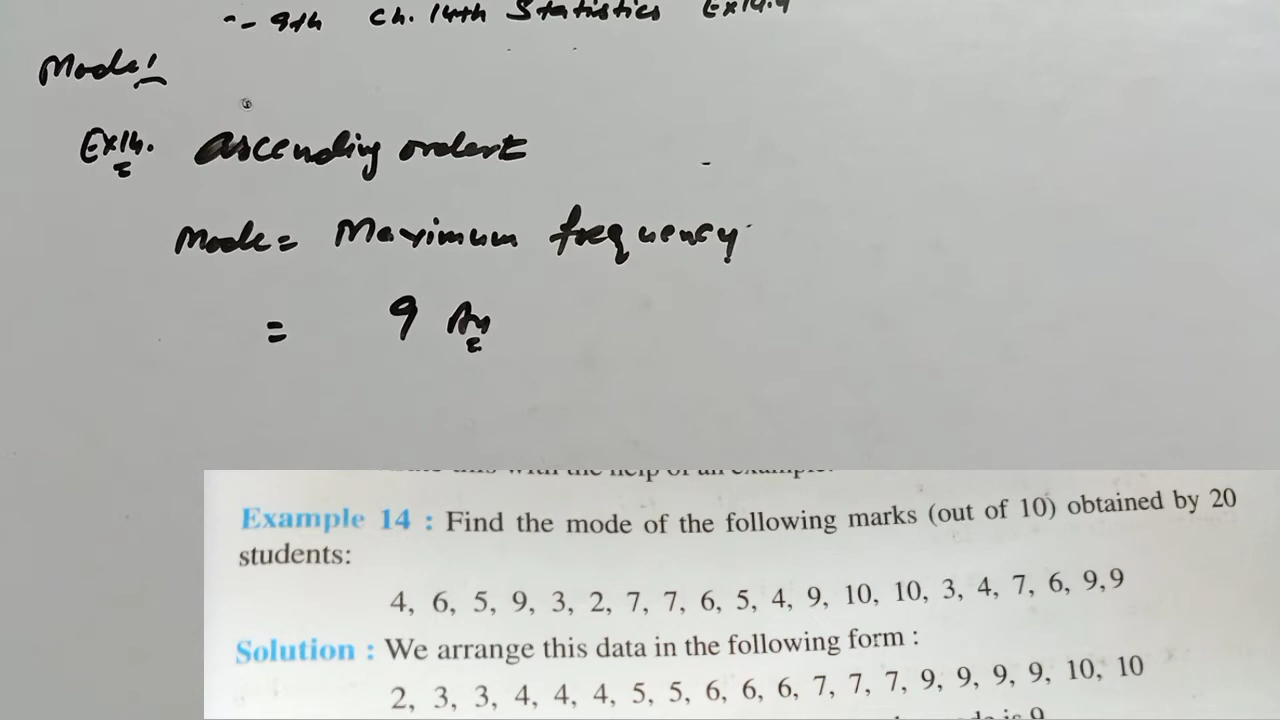 9th Ch. 14th Statistics Ex14.4
Mode!
Ex14. ascending order
Mode = Maximum frequency
= 9 An
Example 14 : Find the mode of the following marks (out of 10) obtained by 20
students:
4, 6, 5, 9, 3, 2, 7, 7, 6, 5, 4, 9, 10, 10, 3, 4, 7, 6, 9,9
Solution : We arrange this data in the following form :
2, 3, 3, 4, 4, 4, 5, 5, 6, 6, 6, 7, 7, 7, 9, 9, 9, 9, 10, 10
is 9